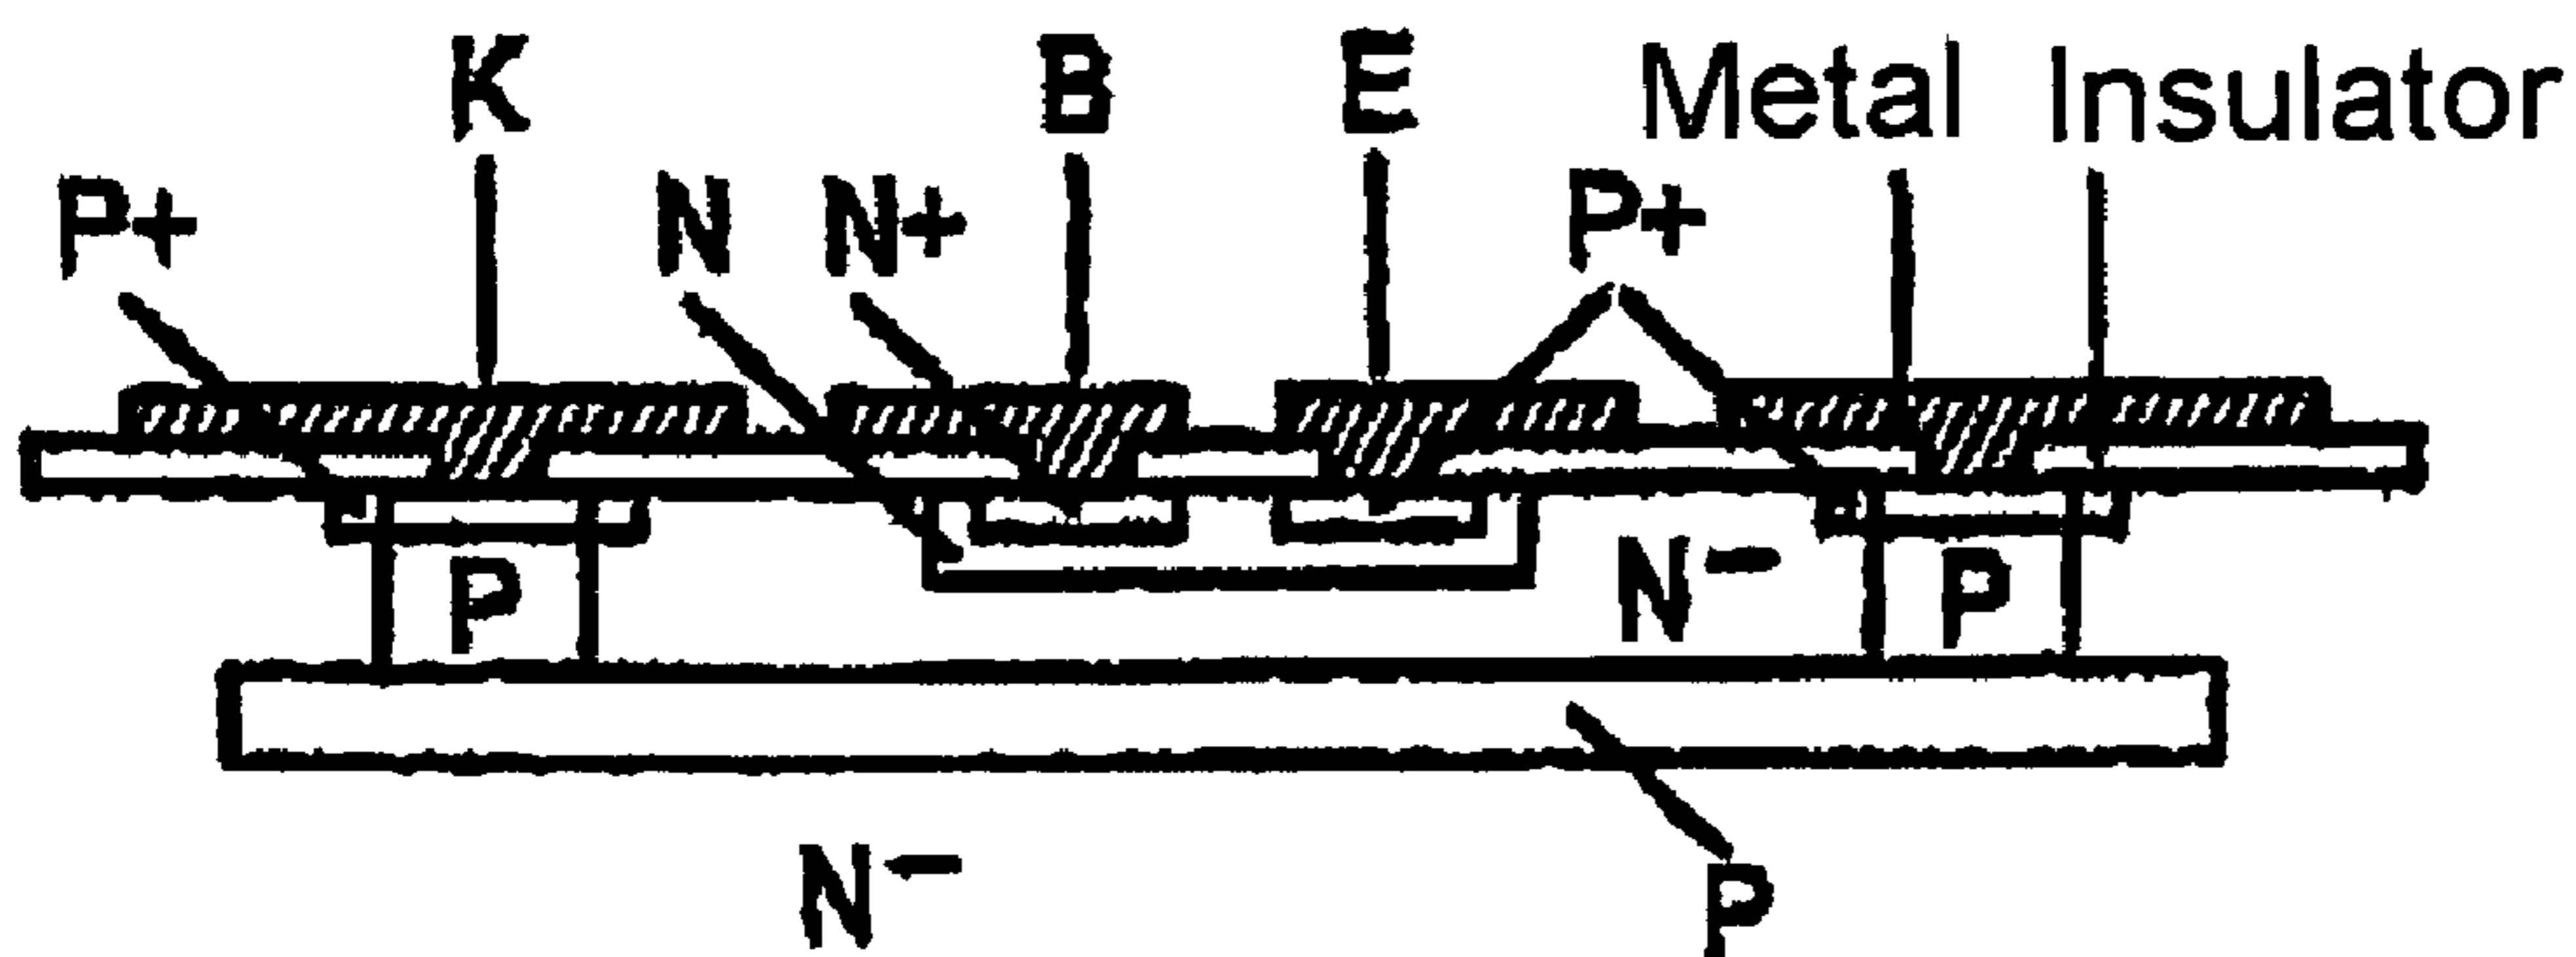 K B E Metal Insulator
P+ N N+ P+
P N⁻ P
N⁻ P